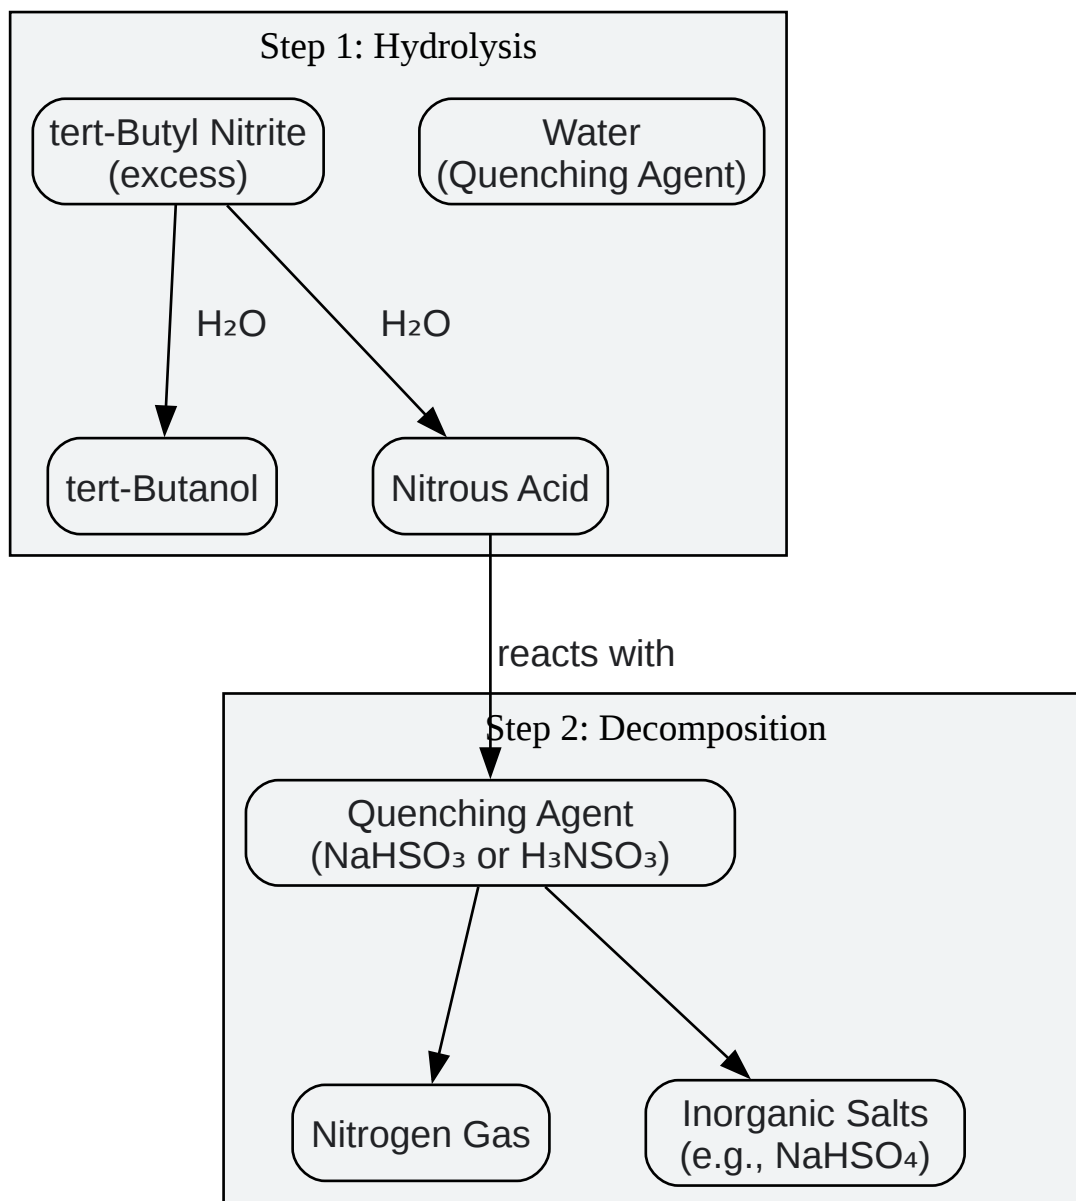 Step 1: Hydrolysis
tert-Butyl Nitrite
(excess)
Water
(Quenching Agent)
H₂O
H₂O
tert-Butanol
Nitrous Acid
reacts with
Step 2: Decomposition
Quenching Agent
(NaHSO₃ or H₃NSO₃)
Nitrogen Gas
Inorganic Salts
(e.g., NaHSO₄)